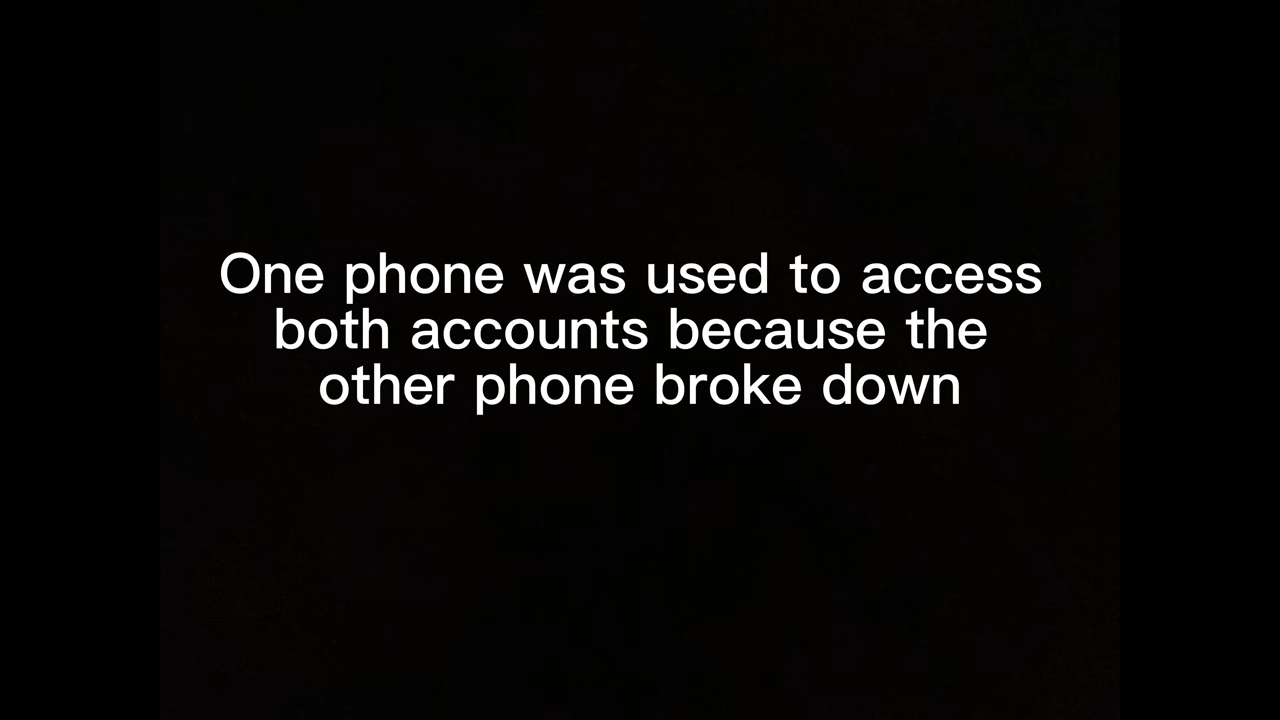 One phone was used to access
both accounts because the
other phone broke down